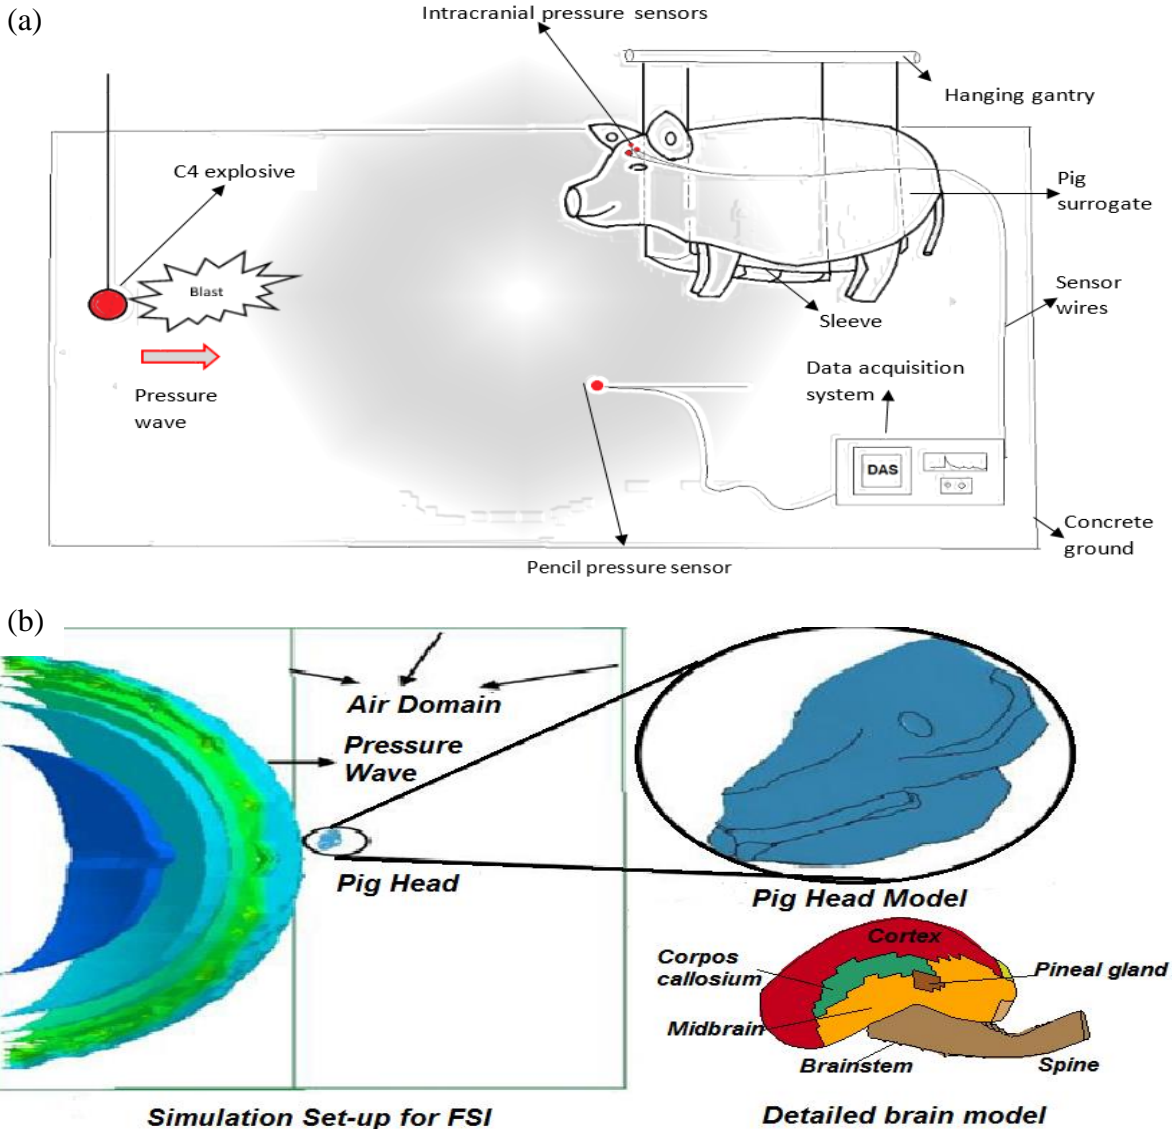 (a)
Intracranial pressure sensors
Hanging gantry
C4 explosive
Pig
surrogate
Blast
Sensor
wires
Sleeve
Pressure
wave
Data acquisition
system
DAS
Concrete
ground
Pencil pressure sensor
(b)
Air Domain
Pressure
Wave
Pig Head
Pig Head Model
Cortex
Corpos
callosium
Pineal gland
Midbrain
Brainstem
Spine
Simulation Set-up for FSI
Detailed brain model